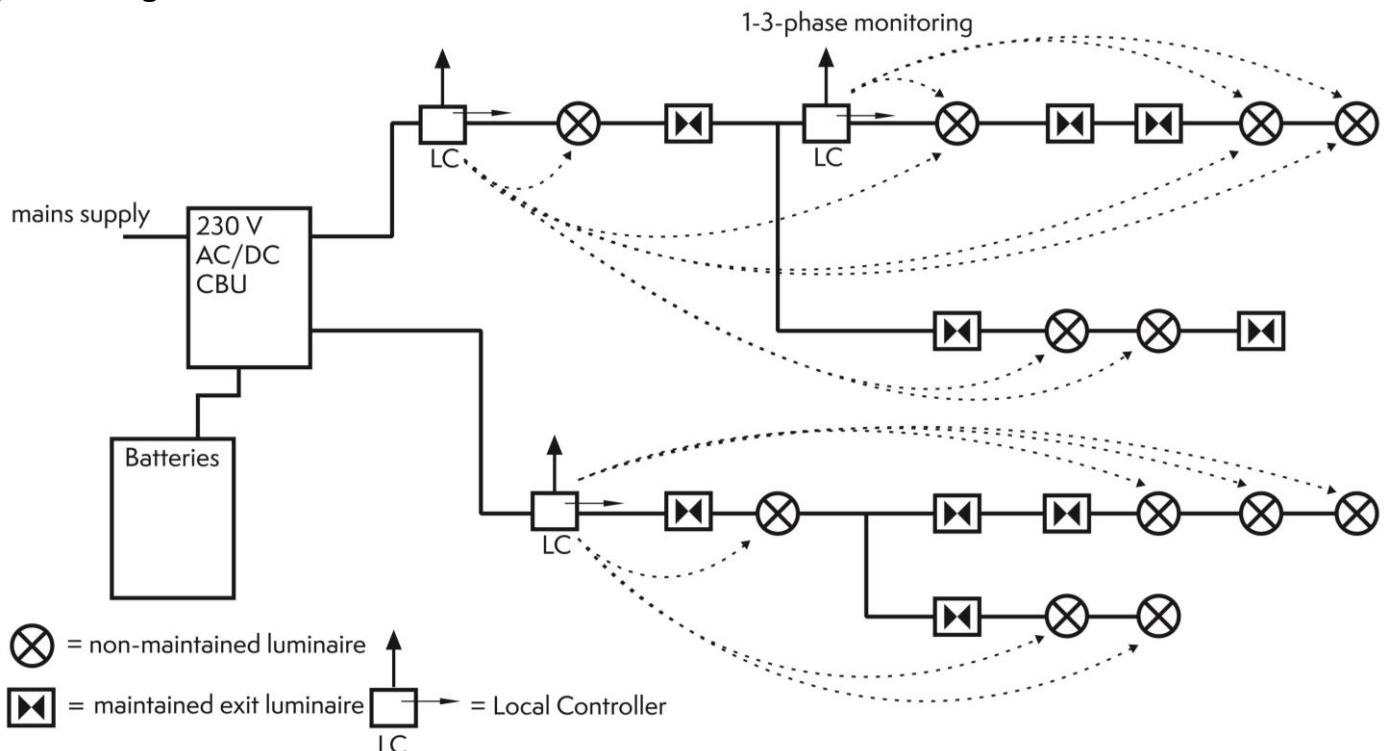 1-3-phase monitoring
LC
LC
mains supply
230 V
AC/DC
CBU
Batteries
LC
= non-maintained luminaire
= maintained exit luminaire
= Local Controller
LC